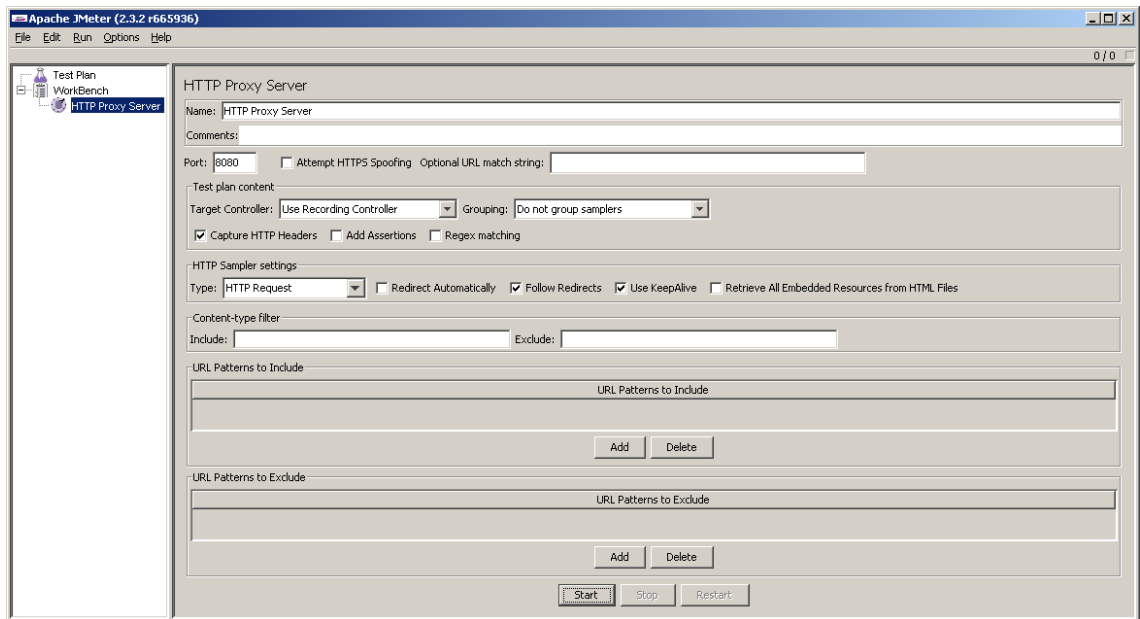 Apache JMeter (2.3.2 r665936)
File Edit Run Options Help
0 / 0
Test Plan
WorkBench
HTTP Proxy Server
HTTP Proxy Server
Name: HTTP Proxy Server
Comments:
Port: 8080 Attempt HTTPS Spoofing Optional URL match string:
Test plan content
Target Controller: Use Recording Controller Grouping: Do not group samplers
Capture HTTP Headers Add Assertions Regex matching
HTTP Sampler settings
Type: HTTP Request Redirect Automatically Follow Redirects Use KeepAlive Retrieve All Embedded Resources from HTML Files
Content-type filter
Include: Exclude:
URL Patterns to Include
URL Patterns to Include
Add Delete
URL Patterns to Exclude
URL Patterns to Exclude
Add Delete
Start Stop Restart